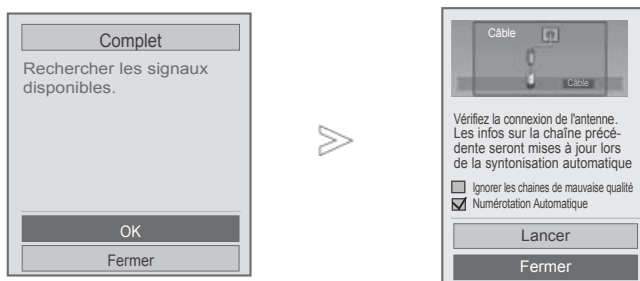 Complet
Rechercher les signaux
disponibles.
OK
Fermer
Câble
Câble
Vérifiez la connexion de l'antenne.
Les infos sur la chaîne précé-
dente seront mises à jour lors
de la syntonisation automatique
Ignorer les chaines de mauvaise qualité
Numérotation Automatique
Lancer
Fermer